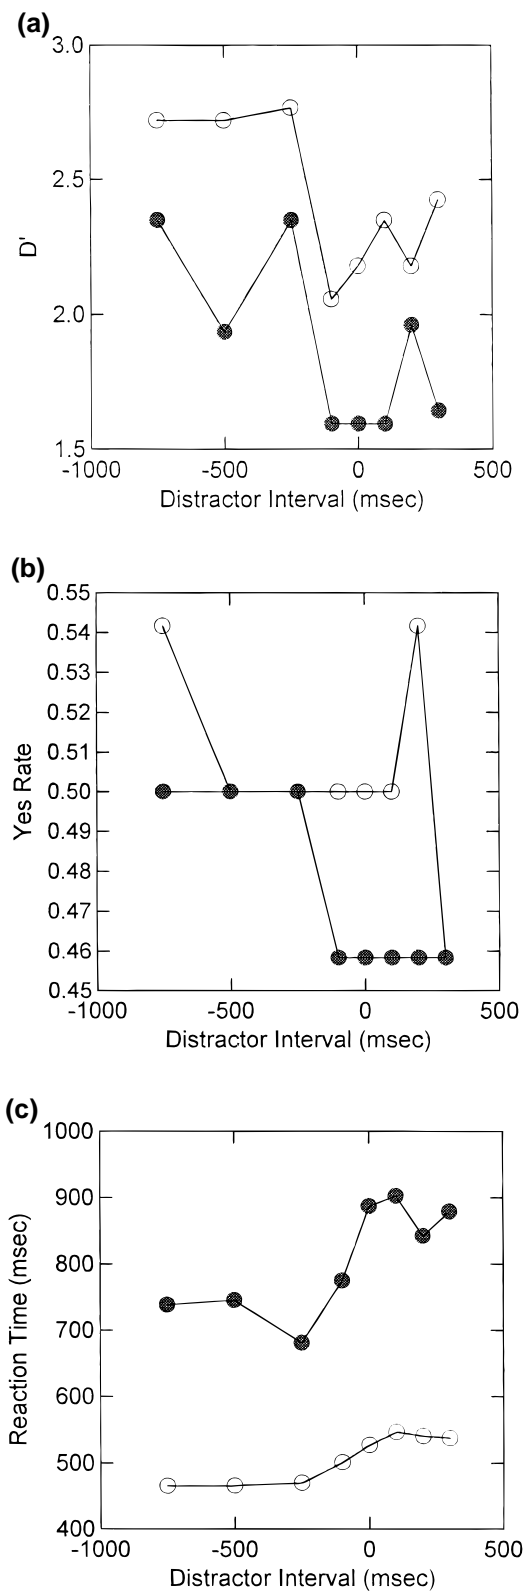 (a)
3.0
2.5
2.0
1.5
D'
-1000 -500 0 500
Distractor Interval (msec)
(b)
0.55
0.54
0.53
0.52
0.51
0.50
0.49
0.48
0.47
0.46
0.45
Yes Rate
-1000 -500 0 500
Distractor Interval (msec)
(c)
1000
900
800
700
600
500
400
Reaction Time (msec)
-1000 -500 0 500
Distractor Interval (msec)